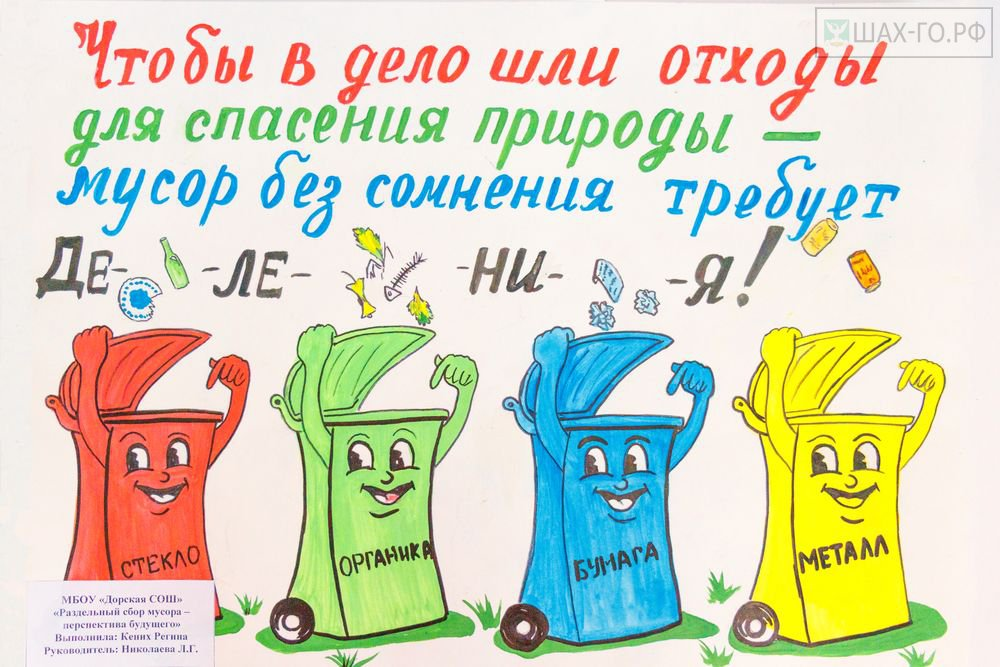 ШАХ-ГО.РФ
Чтобы в дело шли отходы
для спасения природы –
мусор без сомнения требует
ДЕ- -ЛЕ- -НИ- -Я!
СТЕКЛО
ОРГАНИКА
БУМАГА
МЕТАЛЛ
МБОУ «Дорская СОШ»
«Раздельный сбор мусора –
перспектива будущего»
Выполнила: Кених Регина
Руководитель: Николаева Л.Г.